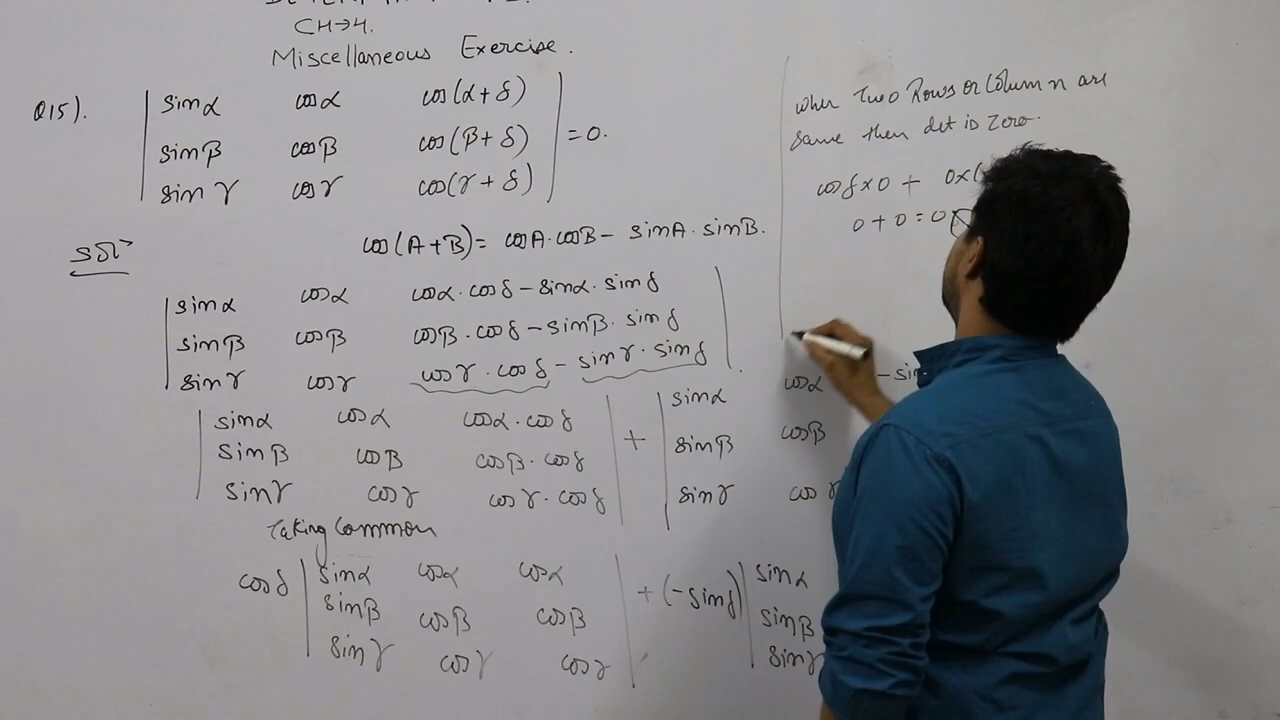 CH→4.
Miscellaneous Exercise.
Q15). | sinα cosα cos(α+δ) |
| sinβ cosβ cos(β+δ) | = 0.
| sinγ cosγ cos(γ+δ) |
Sol→
cos(A+B) = cosA·cosB − sinA·sinB.
| sinα cosα cosα·cosδ − sinα·sinδ |
| sinβ cosβ cosβ·cosδ − sinβ·sinδ |
| sinγ cosγ cosγ·cosδ − sinγ·sinδ | .
| sinα cosα cosα·cosδ | + | sinα cosα − sin
| sinβ cosβ cosβ·cosδ | | sinβ cosβ
| sinγ cosγ cosγ·cosδ | | sinγ cosγ
Taking Common
cosδ | sinα cosα cosα | + (−sinδ) | sinα
| sinβ cosβ cosβ | | sinβ
| sinγ cosγ cosγ | | sinγ
when Two Rows or Column are
same then det is Zero.
cosδ×0 + 0×(
0+0=0